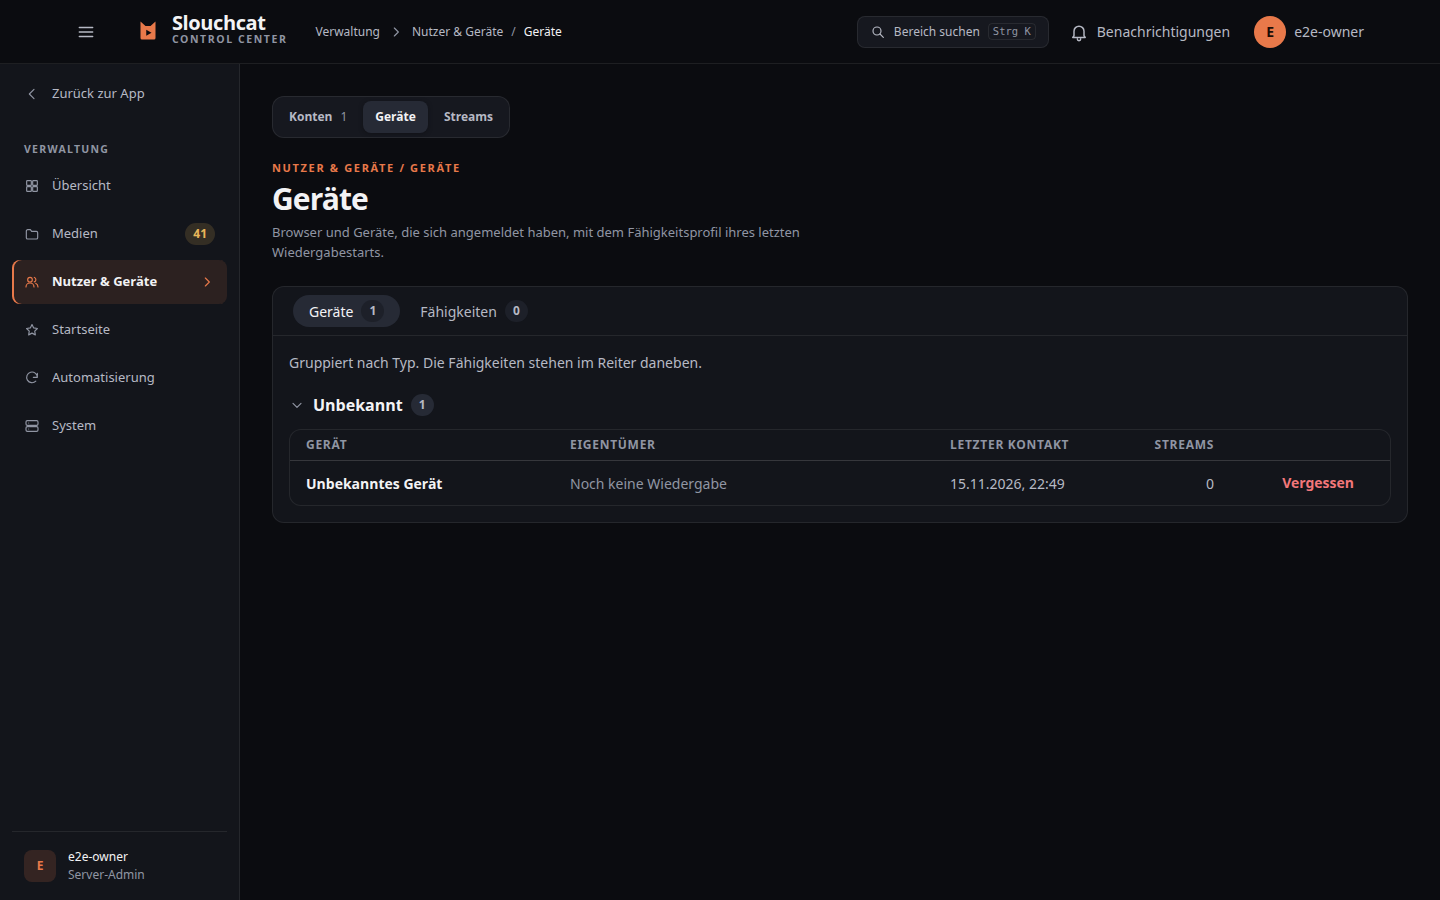 Slouchcat
CONTROL CENTER
Verwaltung
Nutzer & Geräte / Geräte
Bereich suchen Strg K
Benachrichtigungen
E e2e-owner
Zurück zur App
VERWALTUNG
Übersicht
Medien 41
Nutzer & Geräte
Startseite
Automatisierung
System
E
e2e-owner
Server-Admin
Konten 1 Geräte Streams
NUTZER & GERÄTE / GERÄTE
Geräte
Browser und Geräte, die sich angemeldet haben, mit dem Fähigkeitsprofil ihres letzten
Wiedergabestarts.
Geräte 1 Fähigkeiten 0
Gruppiert nach Typ. Die Fähigkeiten stehen im Reiter daneben.
Unbekannt 1
GERÄT EIGENTÜMER LETZTER KONTAKT STREAMS
Unbekanntes Gerät Noch keine Wiedergabe 15.11.2026, 22:49 0 Vergessen